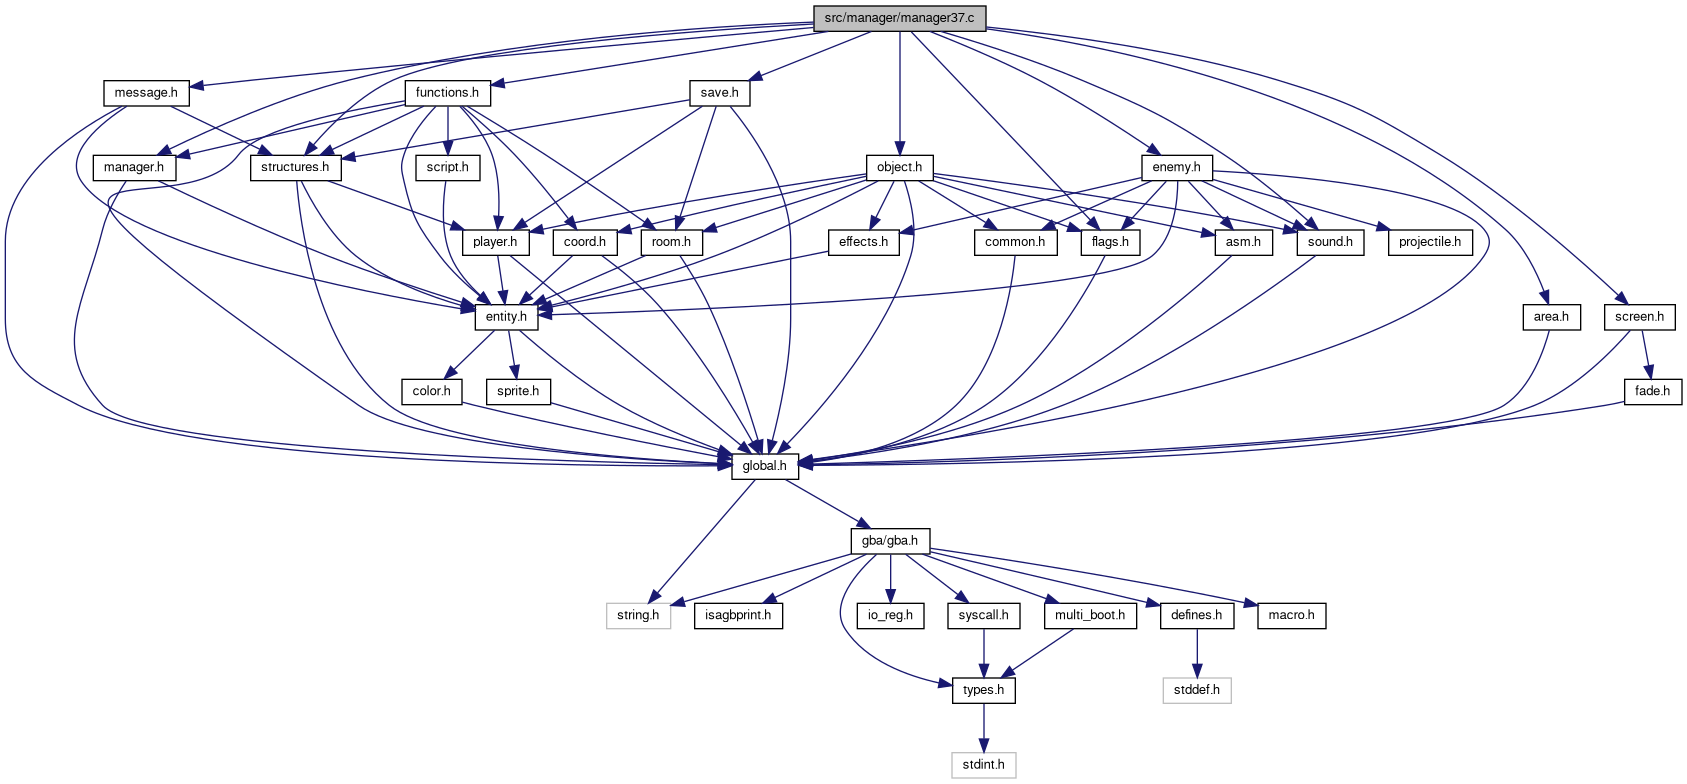 src/manager/manager37.c
message.h
functions.h
save.h
manager.h
structures.h
script.h
object.h
enemy.h
player.h
coord.h
room.h
effects.h
common.h
flags.h
asm.h
sound.h
projectile.h
entity.h
area.h
screen.h
color.h
sprite.h
fade.h
global.h
gba/gba.h
string.h
isagbprint.h
io_reg.h
syscall.h
multi_boot.h
defines.h
macro.h
types.h
stddef.h
stdint.h